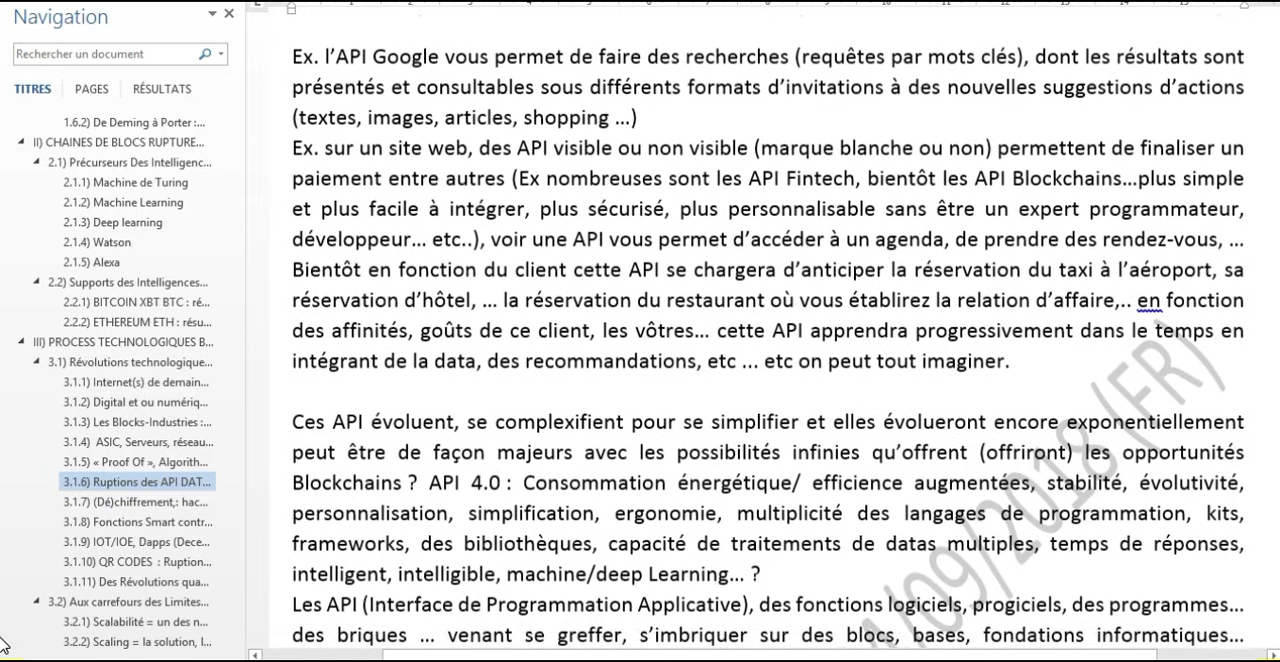 Navigation
Rechercher un document
TITRES PAGES RÉSULTATS
1.6.2) De Deming à Porter :...
II) CHAINES DE BLOCS RUPTURE...
2.1) Précurseurs Des Intelligenc...
2.1.1) Machine de Turing
2.1.2) Machine Learning
2.1.3) Deep learning
2.1.4) Watson
2.1.5) Alexa
2.2) Supports des Intelligences...
2.2.1) BITCOIN XBT BTC : ré...
2.2.2) ETHEREUM ETH : résu...
III) PROCESS TECHNOLOGIQUES B...
3.1) Révolutions technologique...
3.1.1) Internet(s) de demain...
3.1.2) Digital et ou numériq...
3.1.3) Les Blocks-Industries :...
3.1.4) ASIC, Serveurs, réseau...
3.1.5) « Proof Of », Algorith...
3.1.6) Ruptions des API DAT...
3.1.7) (Dé)chiffrement,: hac...
3.1.8) Fonctions Smart contr...
3.1.9) IOT/IOE, Dapps (Dece...
3.1.10) QR CODES : Ruption...
3.1.11) Des Révolutions qua...
3.2) Aux carrefours des Limites...
3.2.1) Scalabilité = un des n...
3.2.2) Scaling = la solution, l...
Ex. l’API Google vous permet de faire des recherches (requêtes par mots clés), dont les résultats sont
présentés et consultables sous différents formats d’invitations à des nouvelles suggestions d’actions
(textes, images, articles, shopping ...)
Ex. sur un site web, des API visible ou non visible (marque blanche ou non) permettent de finaliser un
paiement entre autres (Ex nombreuses sont les API Fintech, bientôt les API Blockchains...plus simple
et plus facile à intégrer, plus sécurisé, plus personnalisable sans être un expert programmateur,
développeur... etc..), voir une API vous permet d’accéder à un agenda, de prendre des rendez-vous, ...
Bientôt en fonction du client cette API se chargera d’anticiper la réservation du taxi à l’aéroport, sa
réservation d’hôtel, ... la réservation du restaurant où vous établirez la relation d’affaire,.. en fonction
des affinités, goûts de ce client, les vôtres... cette API apprendra progressivement dans le temps en
intégrant de la data, des recommandations, etc ... etc on peut tout imaginer.
Ces API évoluent, se complexifient pour se simplifier et elles évolueront encore exponentiellement
peut être de façon majeurs avec les possibilités infinies qu’offrent (offriront) les opportunités
Blockchains ? API 4.0 : Consommation énergétique/ efficience augmentées, stabilité, évolutivité,
personnalisation, simplification, ergonomie, multiplicité des langages de programmation, kits,
frameworks, des bibliothèques, capacité de traitements de datas multiples, temps de réponses,
intelligent, intelligible, machine/deep Learning... ?
Les API (Interface de Programmation Applicative), des fonctions logiciels, progiciels, des programmes...
des briques ... venant se greffer, s’imbriquer sur des blocs, bases, fondations informatiques...
/09/2018 (FR)